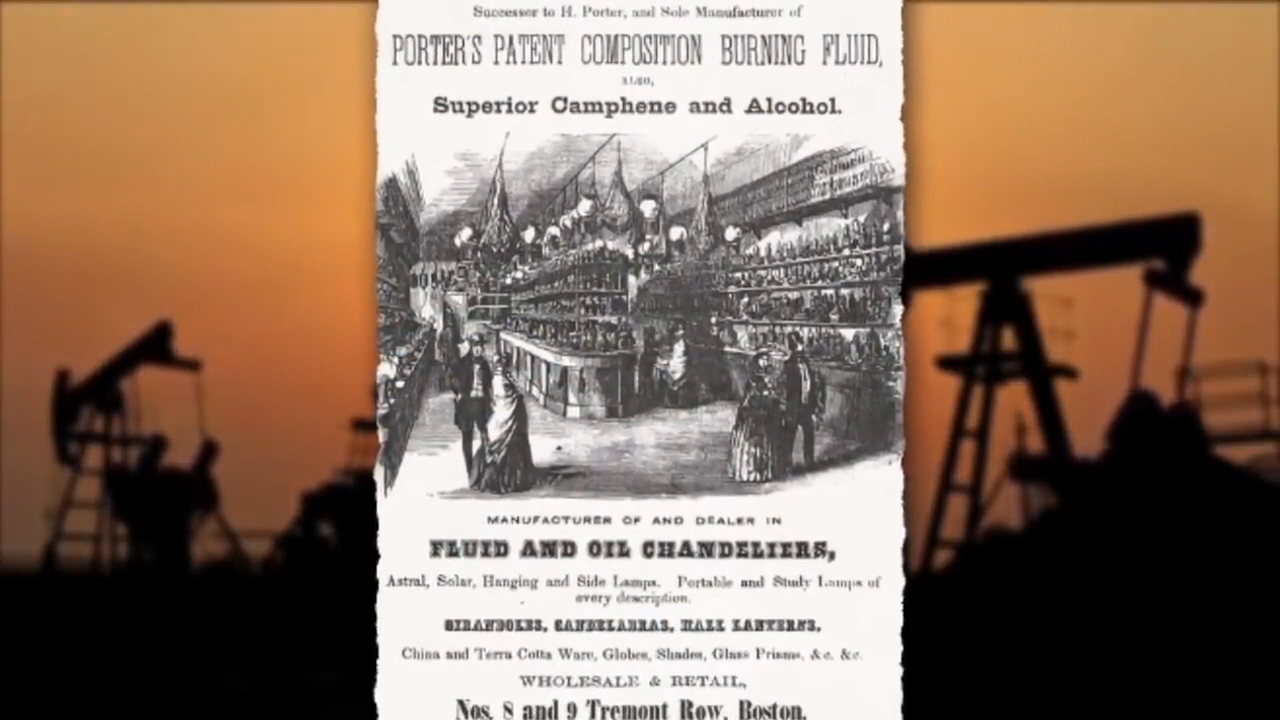 Successor to H. Porter, and Sole Manufacturer of
PORTER'S PATENT COMPOSITION BURNING FLUID,
ALSO,
Superior Camphene and Alcohol.
MANUFACTURER OF AND DEALER IN
FLUID AND OIL CHANDELIERS,
Astral, Solar, Hanging and Side Lamps. Portable and Study Lamps of
every description.
GIRANDOLES, CANDELABRAS, HALL LANTERNS,
China and Terra Cotta Ware, Globes, Shades, Glass Prisms, &c. &c.
WHOLESALE & RETAIL,
Nos. 8 and 9 Tremont Row, Boston.